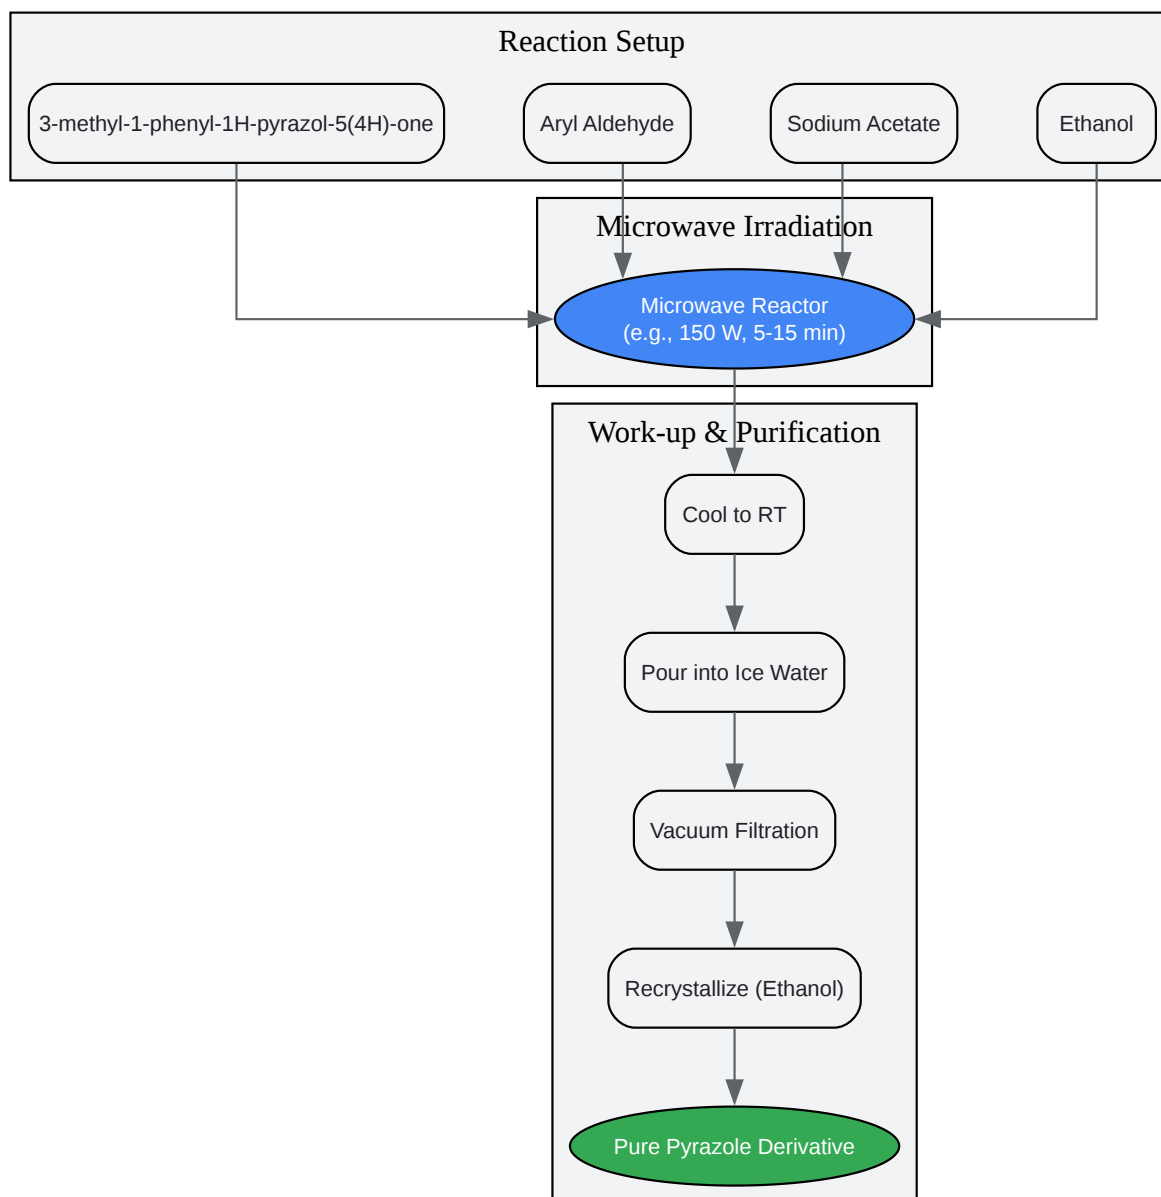 Reaction Setup
3-methyl-1-phenyl-1H-pyrazol-5(4H)-one
Aryl Aldehyde
Sodium Acetate
Ethanol
Microwave Irradiation
Microwave Reactor
(e.g., 150 W, 5-15 min)
Work-up & Purification
Cool to RT
Pour into Ice Water
Vacuum Filtration
Recrystallize (Ethanol)
Pure Pyrazole Derivative